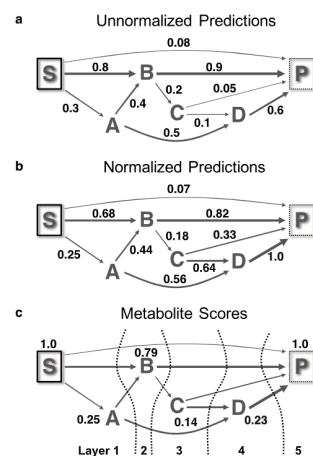 a Unnormalized Predictions
0.08
S 0.8 B 0.9 P
0.3 0.4 0.2 0.05
C 0.1 D 0.6
A 0.5
b Normalized Predictions
0.07
S 0.68 B 0.82 P
0.25 0.44 0.18 0.33
C 0.64 D 1.0
A 0.56
c Metabolite Scores
1.0 0.79 1.0
S B P
0.25 A C 0.14 D 0.23
Layer 1 2 3 4 5